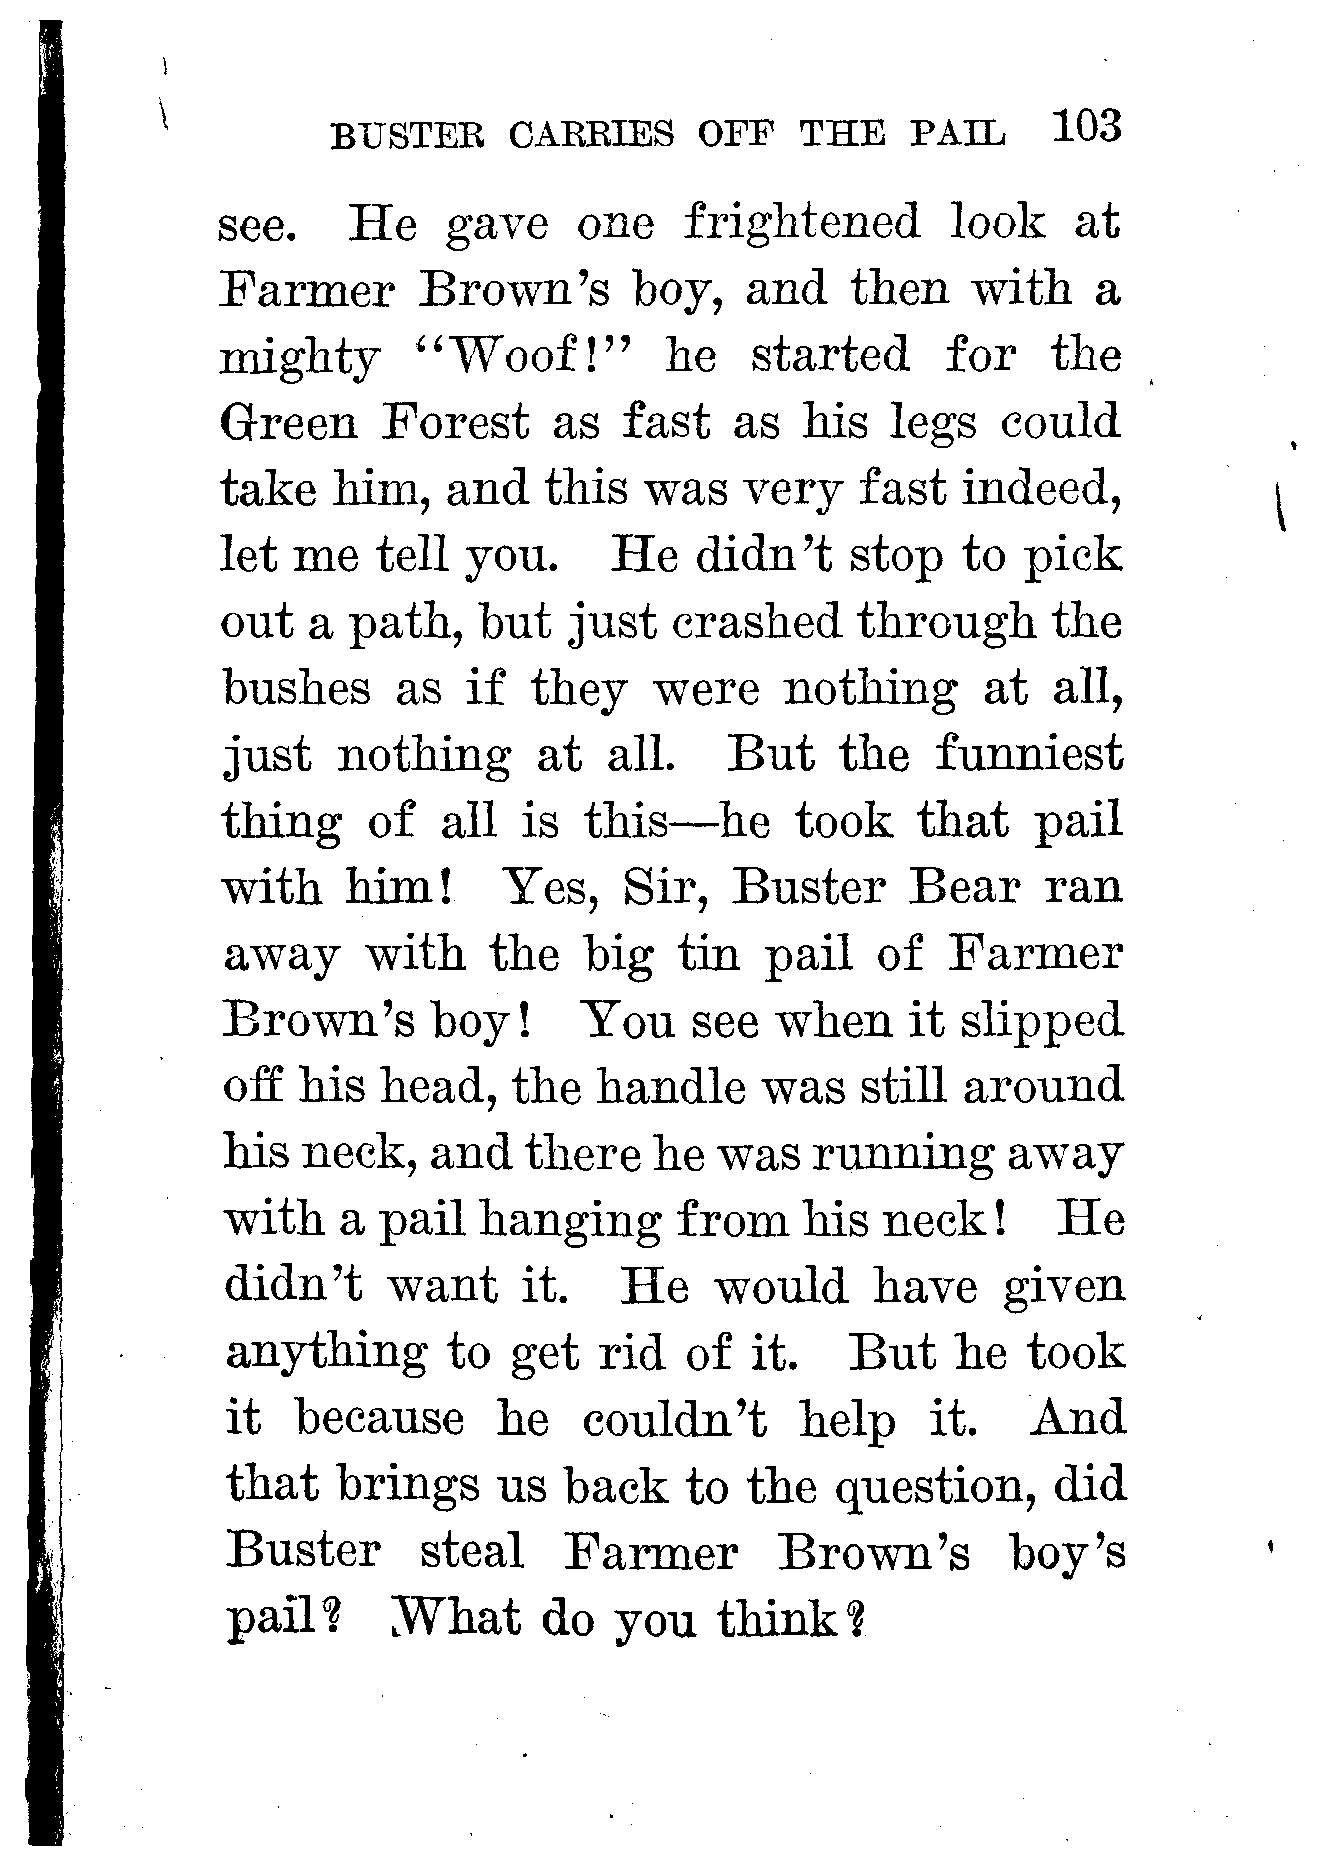 BUSTER CARRIES OFF THE PAIL 103
see. He gave one frightened look at
Farmer Brown's boy, and then with a
mighty "Woof!" he started for the
Green Forest as fast as his legs could
take him, and this was very fast indeed,
let me tell you. He didn't stop to pick
out a path, but just crashed through the
bushes as if they were nothing at all,
just nothing at all. But the funniest
thing of all is this—he took that pail
with him! Yes, Sir, Buster Bear ran
away with the big tin pail of Farmer
Brown's boy! You see when it slipped
off his head, the handle was still around
his neck, and there he was running away
with a pail hanging from his neck! He
didn't want it. He would have given
anything to get rid of it. But he took
it because he couldn't help it. And
that brings us back to the question, did
Buster steal Farmer Brown's boy's
pail? What do you think?